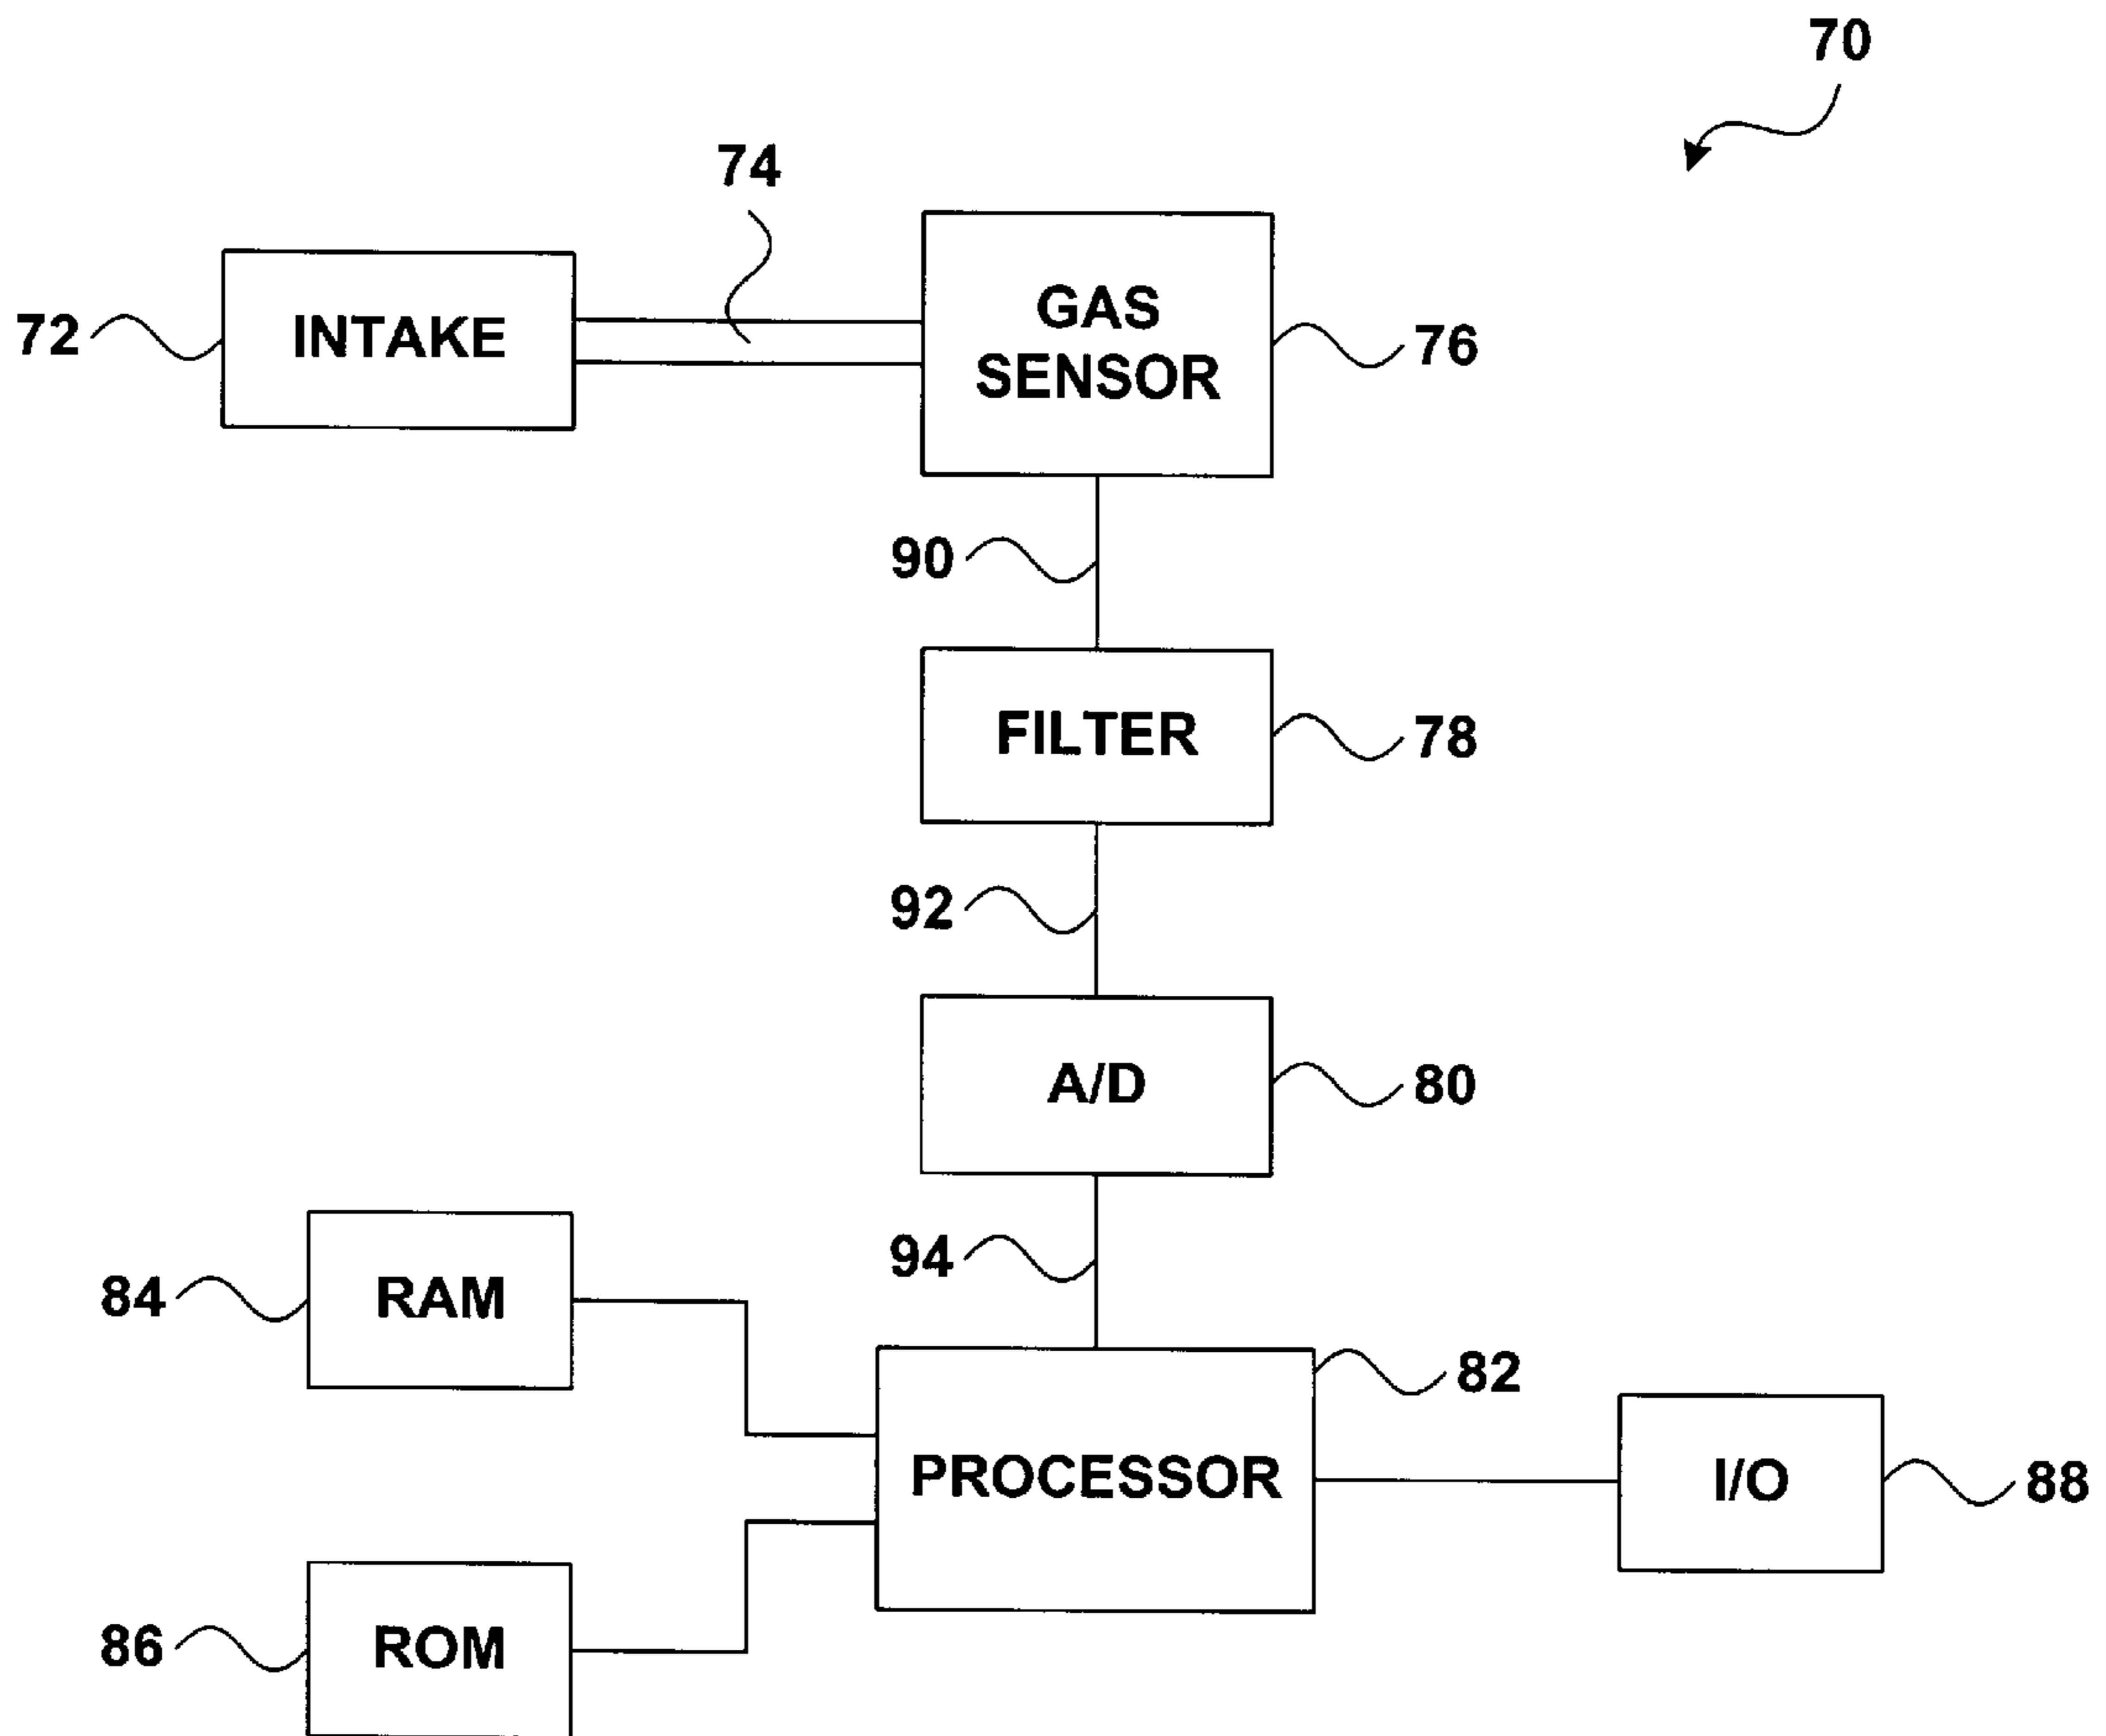 70
74
72
INTAKE
GAS
SENSOR
76
90
FILTER
78
92
A/D
80
94
84
RAM
82
PROCESSOR
I/O
88
86
ROM